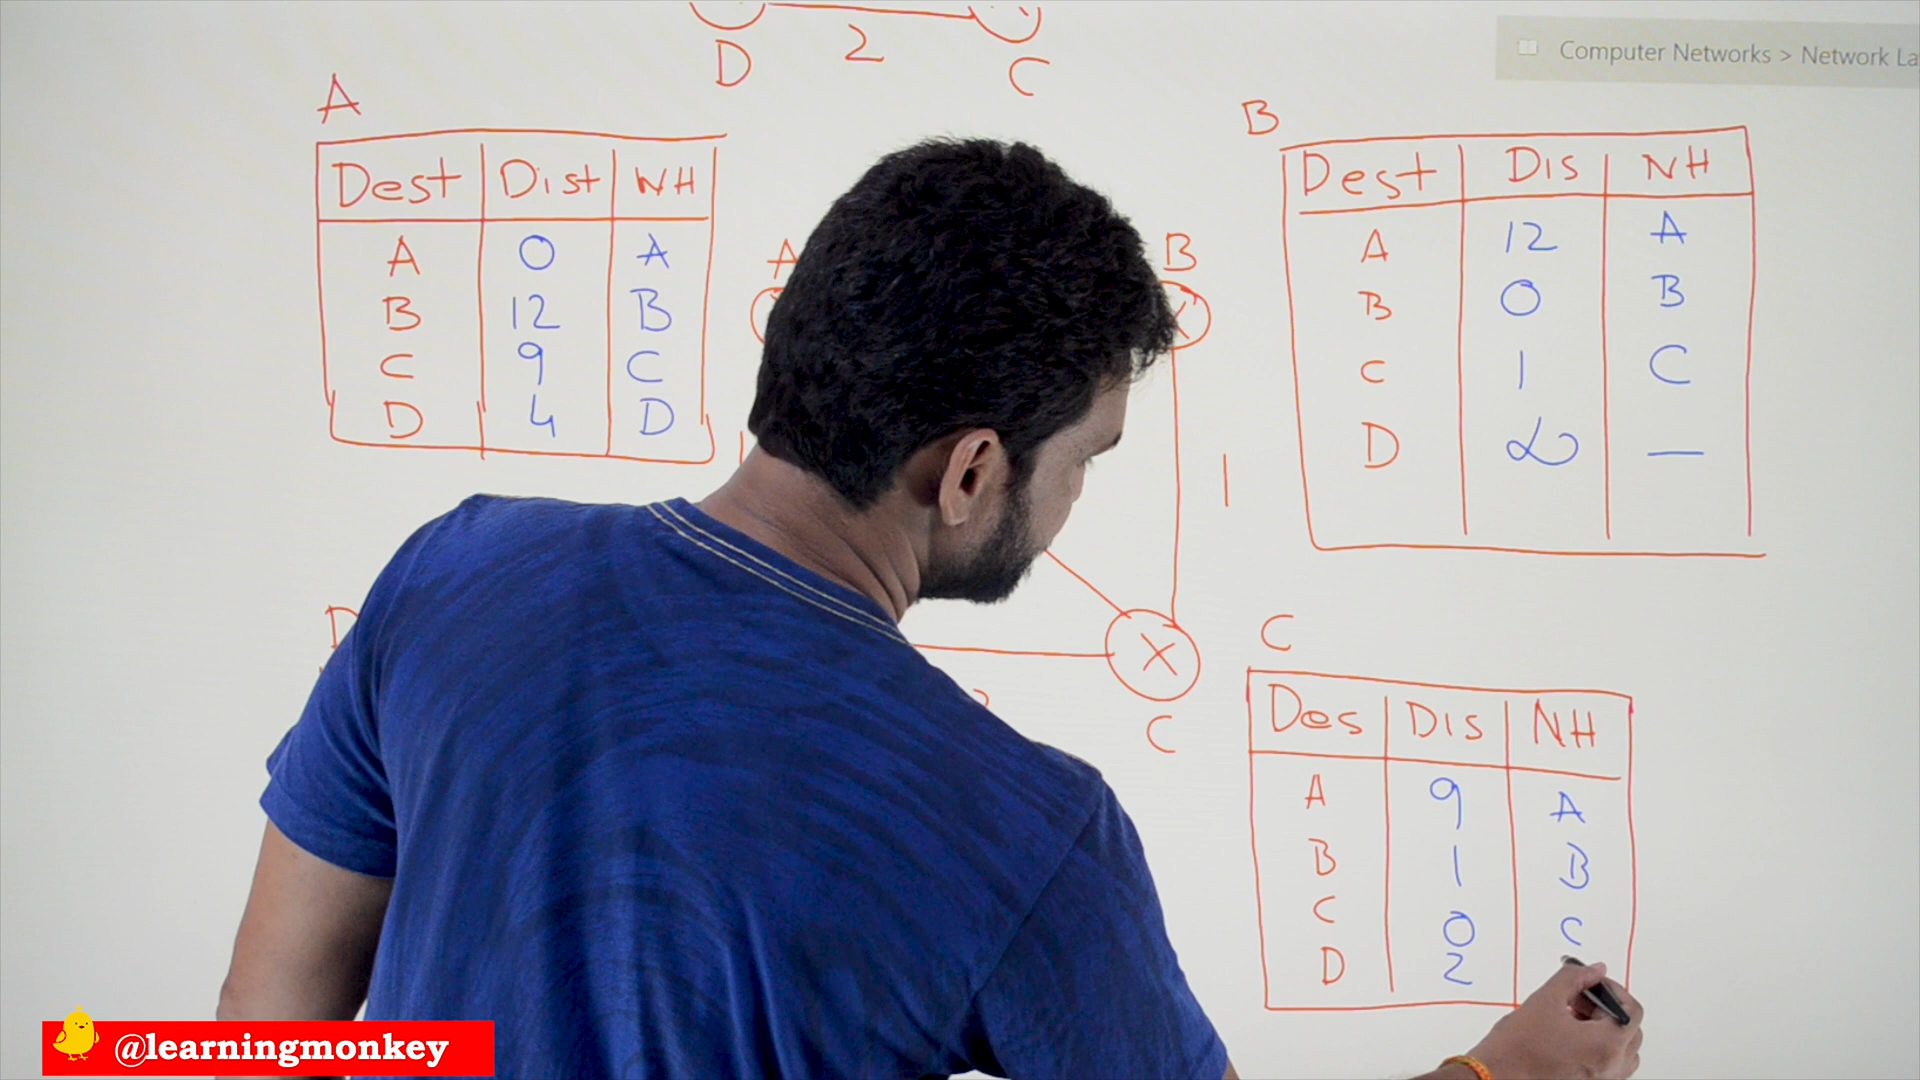 D 2 C
Computer Networks > Network La
A
Dest Dist NH
A 0 A
B 12 B
C 9 C
D 4 D
B
Dest Dis NH
A 12 A
B 0 B
C 1 C
D ∞ —
A B
1
D
X
C
C
Des Dis NH
A 9 A
B 1 B
C 0 C
D 2
@learningmonkey